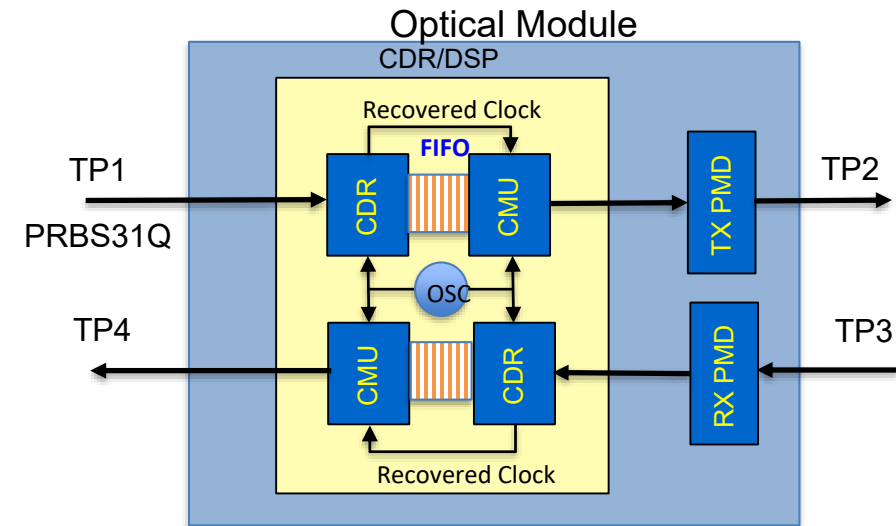 Optical Module
CDR/DSP
Recovered Clock
FIFO
TP1
CDR
CMU
TX PMD
TP2
PRBS31Q
OSC
TP4
CMU
CDR
RX PMD
TP3
Recovered Clock